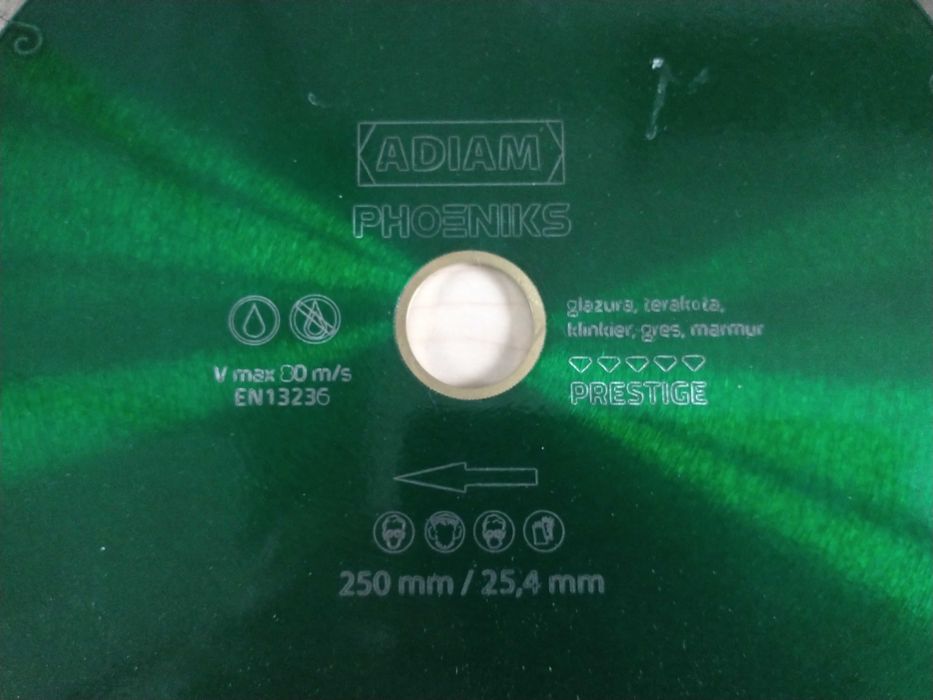 ADIAM
PHOENIKS
glazura, terakota,
klinkier, gres, marmur
PRESTIGE
V max 80 m/s
EN13236
250 mm / 25,4 mm